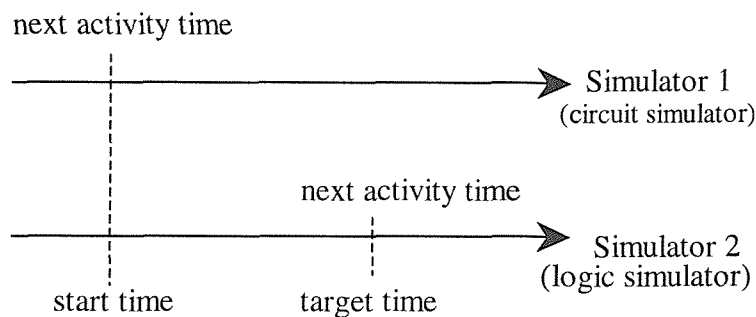 next activity time
Simulator 1
(circuit simulator)
next activity time
Simulator 2
(logic simulator)
start time
target time